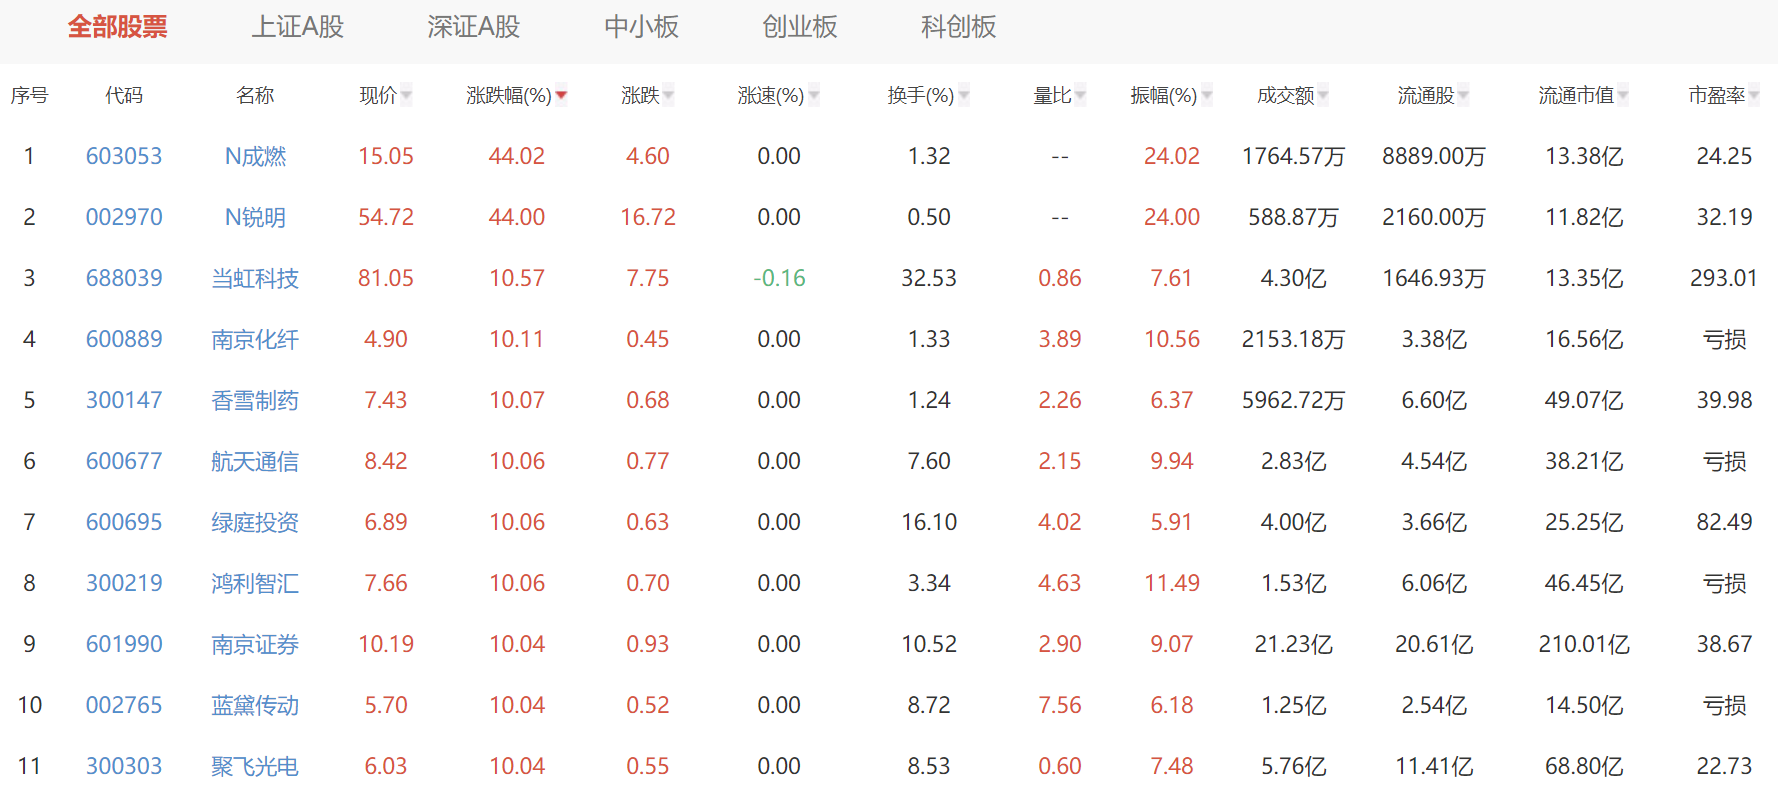 全部股票 上证A股 深证A股 中小板 创业板 科创板
序号 代码 名称 现价 涨跌幅(%) 涨跌 涨速(%) 换手(%) 量比 振幅(%) 成交额 流通股 流通市值 市盈率
1 603053 N成燃 15.05 44.02 4.60 0.00 1.32 -- 24.02 1764.57万 8889.00万 13.38亿 24.25
2 002970 N锐明 54.72 44.00 16.72 0.00 0.50 -- 24.00 588.87万 2160.00万 11.82亿 32.19
3 688039 当虹科技 81.05 10.57 7.75 -0.16 32.53 0.86 7.61 4.30亿 1646.93万 13.35亿 293.01
4 600889 南京化纤 4.90 10.11 0.45 0.00 1.33 3.89 10.56 2153.18万 3.38亿 16.56亿 亏损
5 300147 香雪制药 7.43 10.07 0.68 0.00 1.24 2.26 6.37 5962.72万 6.60亿 49.07亿 39.98
6 600677 航天通信 8.42 10.06 0.77 0.00 7.60 2.15 9.94 2.83亿 4.54亿 38.21亿 亏损
7 600695 绿庭投资 6.89 10.06 0.63 0.00 16.10 4.02 5.91 4.00亿 3.66亿 25.25亿 82.49
8 300219 鸿利智汇 7.66 10.06 0.70 0.00 3.34 4.63 11.49 1.53亿 6.06亿 46.45亿 亏损
9 601990 南京证券 10.19 10.04 0.93 0.00 10.52 2.90 9.07 21.23亿 20.61亿 210.01亿 38.67
10 002765 蓝黛传动 5.70 10.04 0.52 0.00 8.72 7.56 6.18 1.25亿 2.54亿 14.50亿 亏损
11 300303 聚飞光电 6.03 10.04 0.55 0.00 8.53 0.60 7.48 5.76亿 11.41亿 68.80亿 22.73